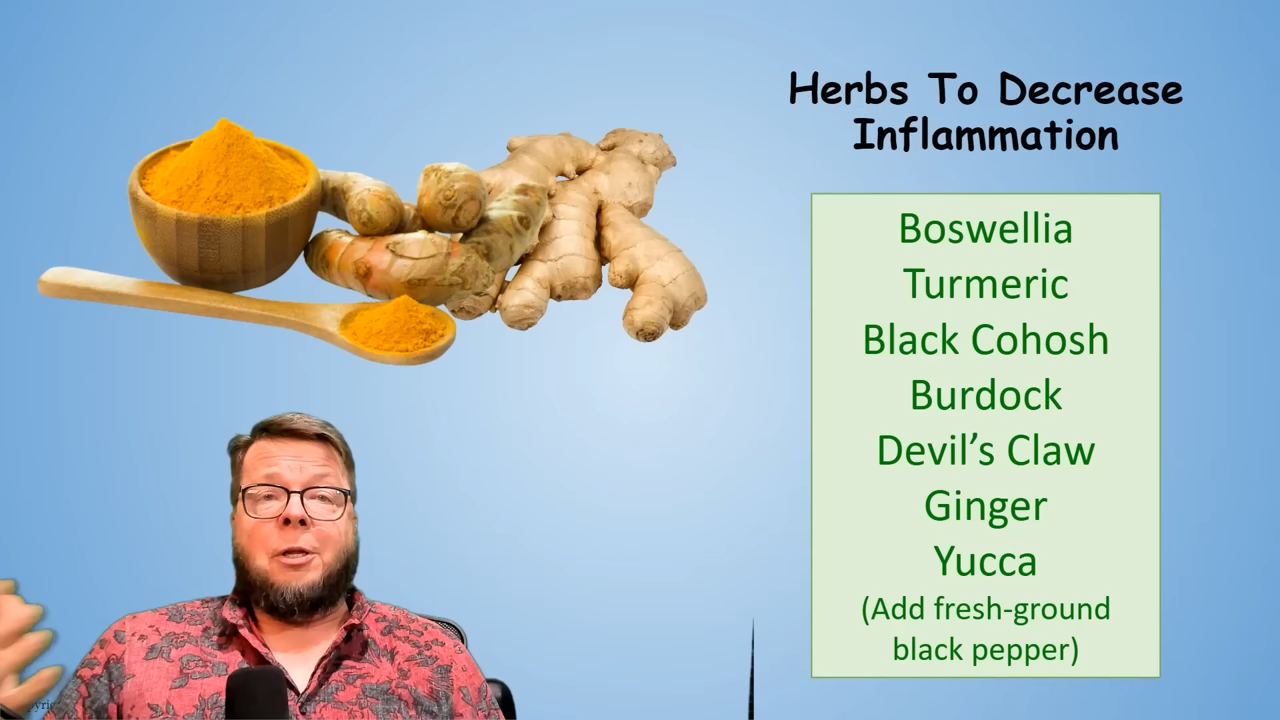 Herbs To Decrease
Inflammation
Boswellia
Turmeric
Black Cohosh
Burdock
Devil’s Claw
Ginger
Yucca
(Add fresh-ground
black pepper)